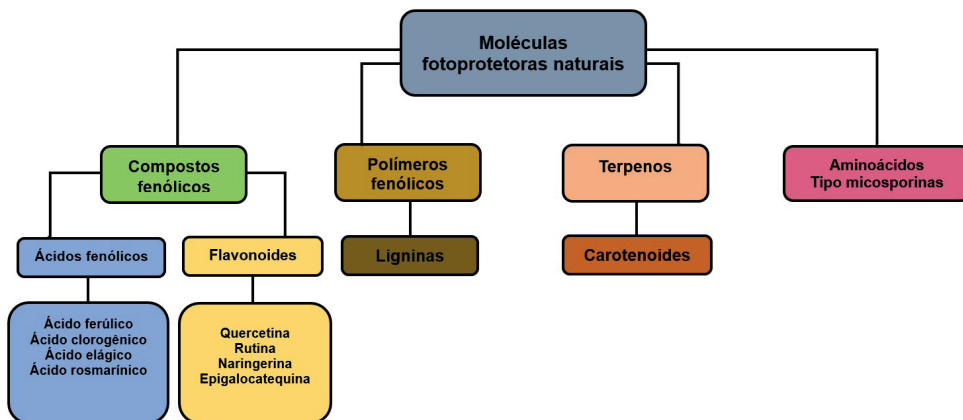 Moléculas
fotoprotetoras naturais
Compostos
fenólicos
Polímeros
fenólicos
Terpenos
Aminoácidos
Tipo micosporinas
Ácidos fenólicos
Flavonoides
Ligninas
Carotenoides
Ácido ferúlico
Ácido clorogênico
Ácido elágico
Ácido rosmarínico
Quercetina
Rutina
Naringerina
Epigalocatequina